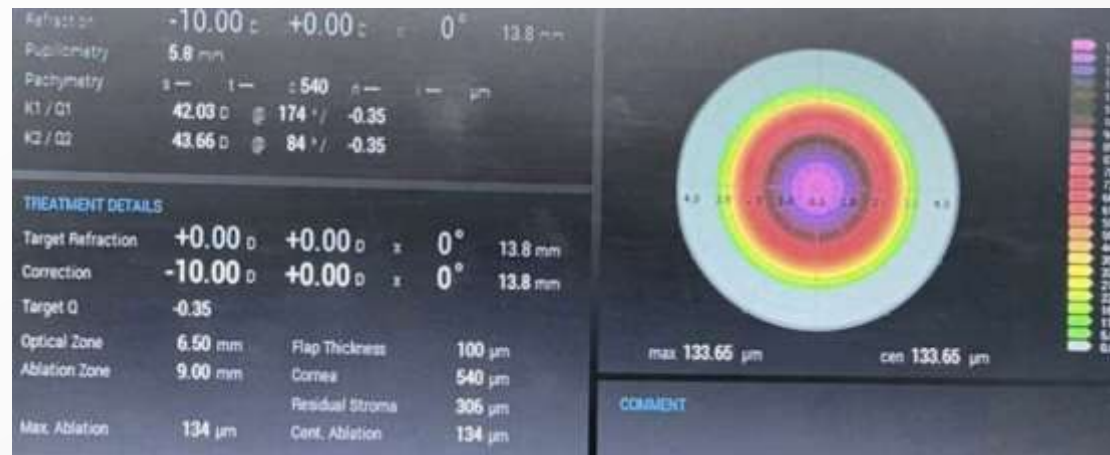 Refraction -10.00 D +0.00 D 0° 13.8 mm
Pupillometry 5.8 mm
Pachymetry s — t — c 540 n — i — μm
K1 / Q1 42.03 D @ 174 °/ -0.35
K2 / Q2 43.66 D @ 84 °/ -0.35
TREATMENT DETAILS
Target Refraction +0.00 D +0.00 D x 0° 13.8 mm
Correction -10.00 D +0.00 D x 0° 13.8 mm
Target Q -0.35
Optical Zone 6.50 mm Flap Thickness 100 μm
Ablation Zone 9.00 mm Cornea 540 μm
Residual Stroma 306 μm
Max. Ablation 134 μm Cent. Ablation 134 μm
max 133.65 μm cen 133.65 μm
COMMENT